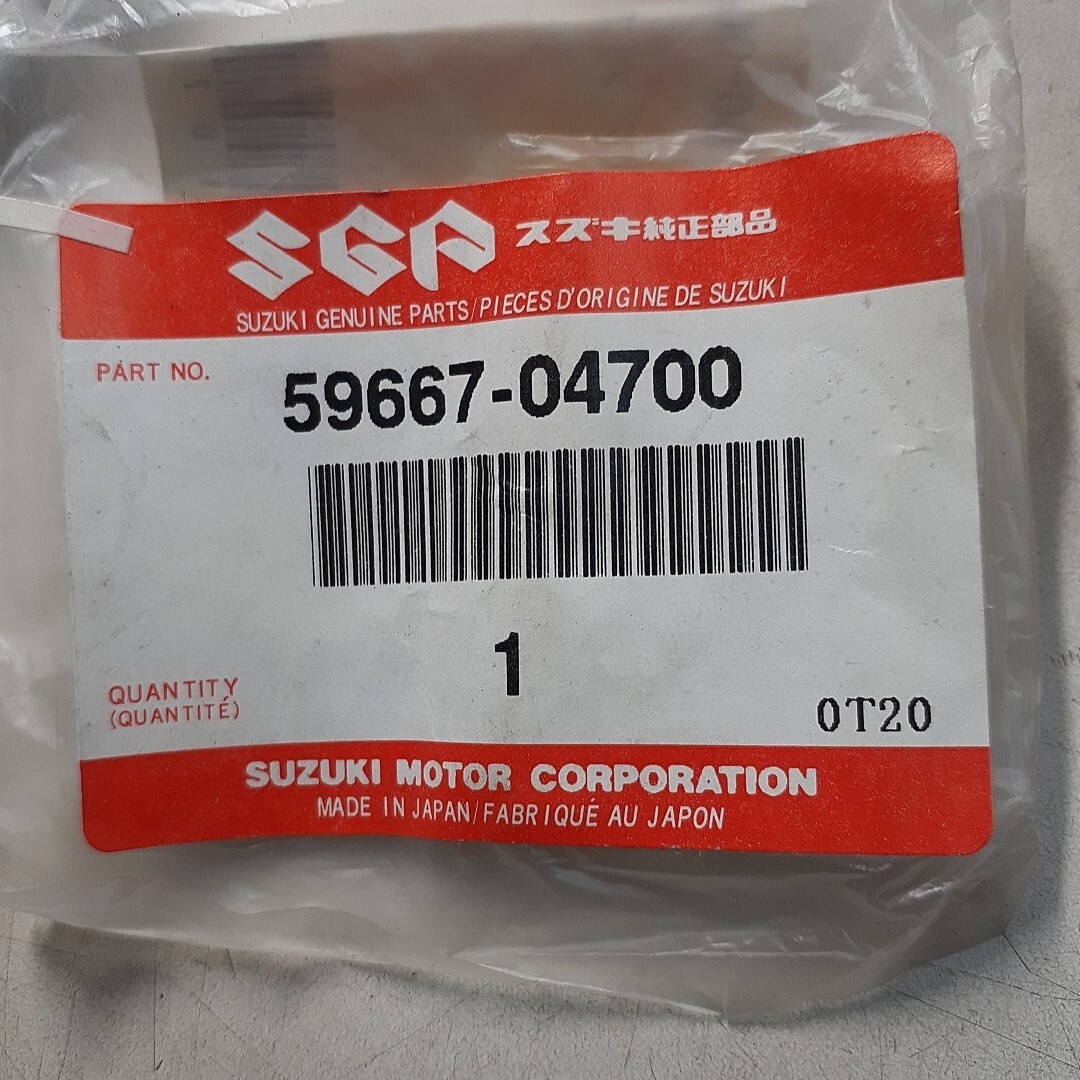 SGP スズキ純正部品
SUZUKI GENUINE PARTS/PIECES D'ORIGINE DE SUZUKI
PART NO. 59667-04700
1
QUANTITY
(QUANTITÉ)
0T20
SUZUKI MOTOR CORPORATION
MADE IN JAPAN/FABRIQUÉ AU JAPON